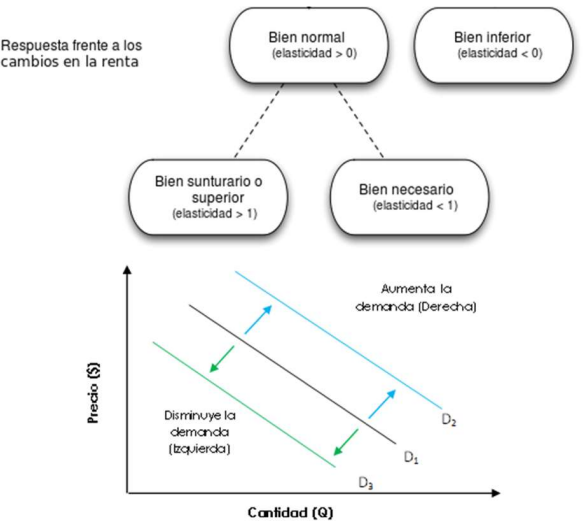 Respuesta frente a los
cambios en la renta
Bien normal
(elasticidad > 0)
Bien inferior
(elasticidad < 0)
Bien sunturario o
superior
(elasticidad > 1)
Bien necesario
(elasticidad < 1)
Aumenta la
demanda (Derecha)
Precio ($)
Disminuye la
demanda
(Izquierda)
D₂
D₁
D₃
Cantidad (Q)